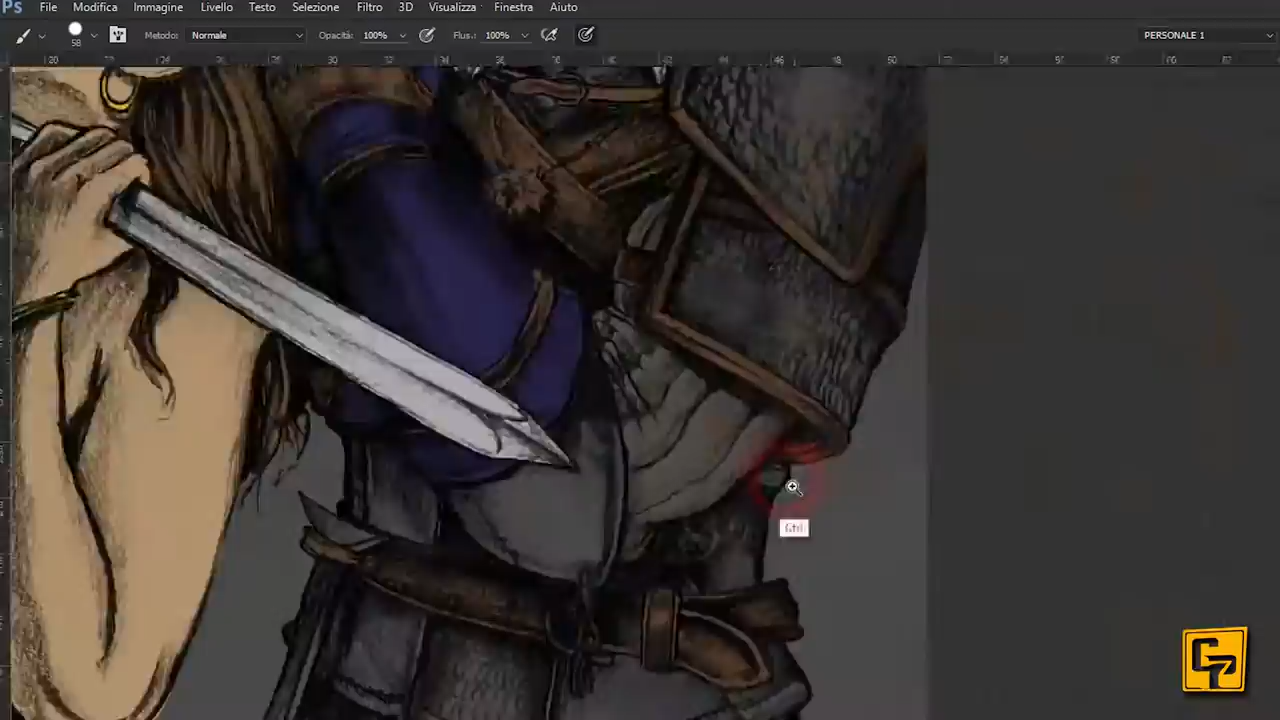 Ps File Modifica Immagine Livello Testo Selezione Filtro 3D Visualizza Finestra Aiuto
58 Metodo: Normale Opacità: 100% Flus.: 100% PERSONALE 1
Ctrl